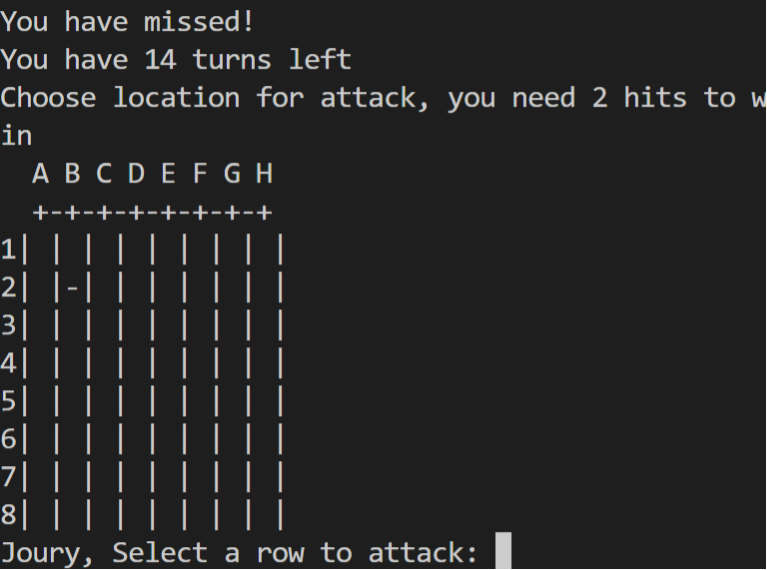 You have missed!
You have 14 turns left
Choose location for attack, you need 2 hits to w
in
  A B C D E F G H
  +-+-+-+-+-+-+-+
1| | | | | | | | |
2| |-| | | | | | |
3| | | | | | | | |
4| | | | | | | | |
5| | | | | | | | |
6| | | | | | | | |
7| | | | | | | | |
8| | | | | | | | |
Joury, Select a row to attack: